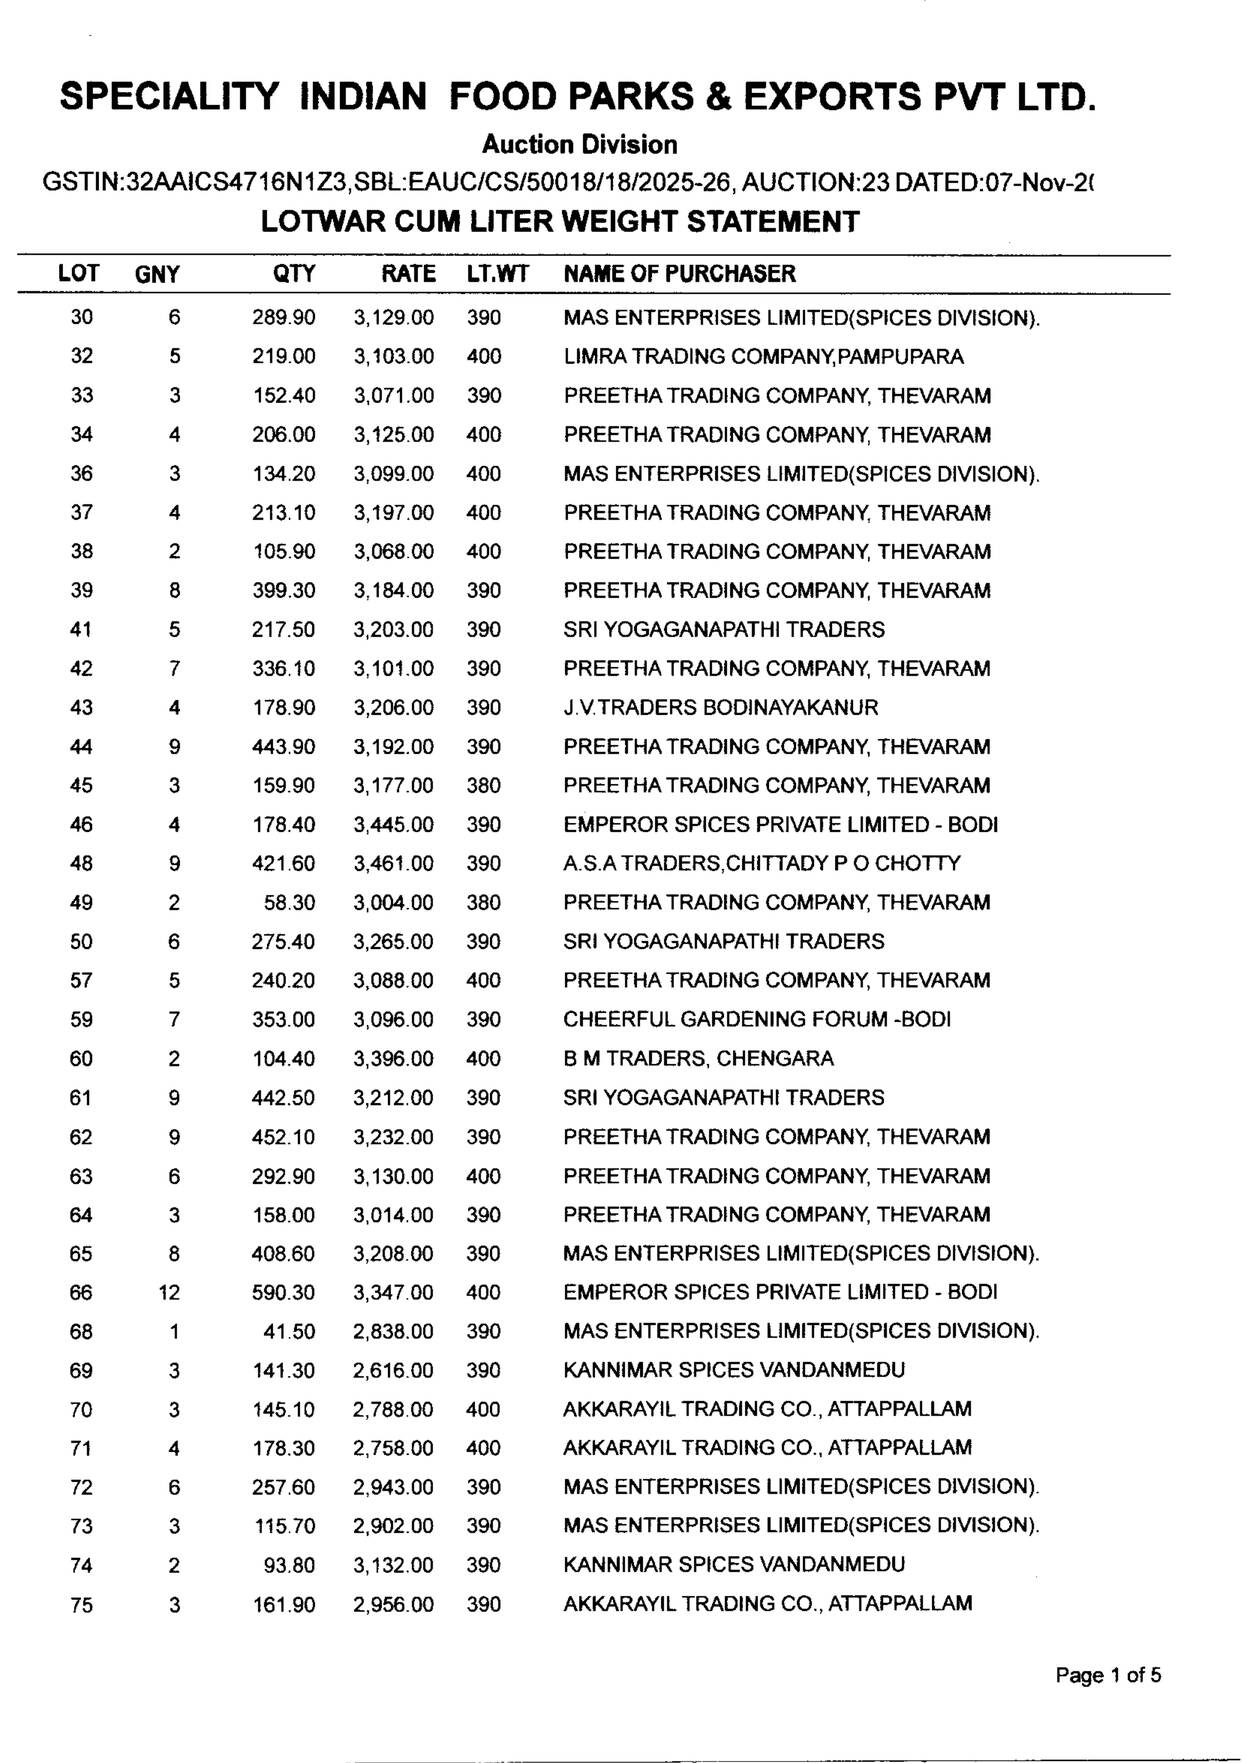 SPECIALITY INDIAN FOOD PARKS & EXPORTS PVT LTD.
Auction Division
GSTIN:32AAICS4716N1Z3,SBL:EAUC/CS/50018/18/2025-26, AUCTION:23 DATED:07-Nov-2(
LOTWAR CUM LITER WEIGHT STATEMENT
LOT GNY QTY RATE LT.WT NAME OF PURCHASER
30 6 289.90 3,129.00 390 MAS ENTERPRISES LIMITED(SPICES DIVISION).
32 5 219.00 3,103.00 400 LIMRA TRADING COMPANY,PAMPUPARA
33 3 152.40 3,071.00 390 PREETHA TRADING COMPANY, THEVARAM
34 4 206.00 3,125.00 400 PREETHA TRADING COMPANY, THEVARAM
36 3 134.20 3,099.00 400 MAS ENTERPRISES LIMITED(SPICES DIVISION).
37 4 213.10 3,197.00 400 PREETHA TRADING COMPANY, THEVARAM
38 2 105.90 3,068.00 400 PREETHA TRADING COMPANY, THEVARAM
39 8 399.30 3,184.00 390 PREETHA TRADING COMPANY, THEVARAM
41 5 217.50 3,203.00 390 SRI YOGAGANAPATHI TRADERS
42 7 336.10 3,101.00 390 PREETHA TRADING COMPANY, THEVARAM
43 4 178.90 3,206.00 390 J.V.TRADERS BODINAYAKANUR
44 9 443.90 3,192.00 390 PREETHA TRADING COMPANY, THEVARAM
45 3 159.90 3,177.00 380 PREETHA TRADING COMPANY, THEVARAM
46 4 178.40 3,445.00 390 EMPEROR SPICES PRIVATE LIMITED - BODI
48 9 421.60 3,461.00 390 A.S.A TRADERS,CHITTADY P O CHOTTY
49 2 58.30 3,004.00 380 PREETHA TRADING COMPANY, THEVARAM
50 6 275.40 3,265.00 390 SRI YOGAGANAPATHI TRADERS
57 5 240.20 3,088.00 400 PREETHA TRADING COMPANY, THEVARAM
59 7 353.00 3,096.00 390 CHEERFUL GARDENING FORUM -BODI
60 2 104.40 3,396.00 400 B M TRADERS, CHENGARA
61 9 442.50 3,212.00 390 SRI YOGAGANAPATHI TRADERS
62 9 452.10 3,232.00 390 PREETHA TRADING COMPANY, THEVARAM
63 6 292.90 3,130.00 400 PREETHA TRADING COMPANY, THEVARAM
64 3 158.00 3,014.00 390 PREETHA TRADING COMPANY, THEVARAM
65 8 408.60 3,208.00 390 MAS ENTERPRISES LIMITED(SPICES DIVISION).
66 12 590.30 3,347.00 400 EMPEROR SPICES PRIVATE LIMITED - BODI
68 1 41.50 2,838.00 390 MAS ENTERPRISES LIMITED(SPICES DIVISION).
69 3 141.30 2,616.00 390 KANNIMAR SPICES VANDANMEDU
70 3 145.10 2,788.00 400 AKKARAYIL TRADING CO., ATTAPPALLAM
71 4 178.30 2,758.00 400 AKKARAYIL TRADING CO., ATTAPPALLAM
72 6 257.60 2,943.00 390 MAS ENTERPRISES LIMITED(SPICES DIVISION).
73 3 115.70 2,902.00 390 MAS ENTERPRISES LIMITED(SPICES DIVISION).
74 2 93.80 3,132.00 390 KANNIMAR SPICES VANDANMEDU
75 3 161.90 2,956.00 390 AKKARAYIL TRADING CO., ATTAPPALLAM
Page 1 of 5